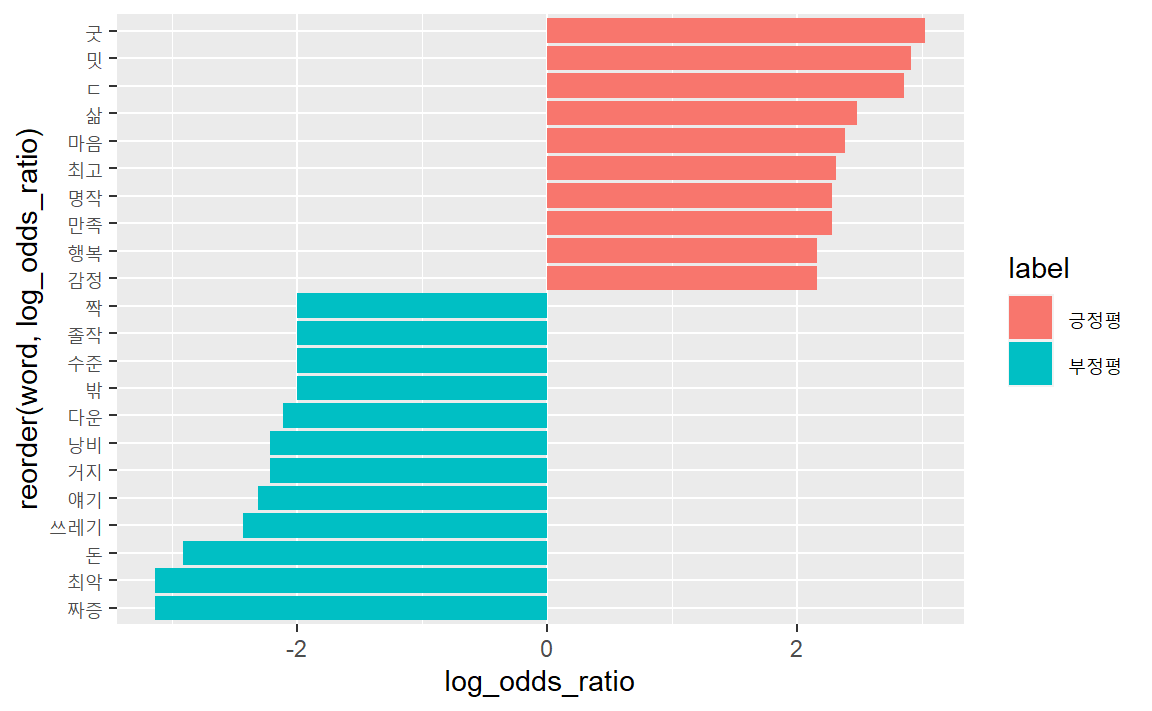 굿
밋
ㄷ
삶
마음
최고
명작
만족
행복
감정
짝
졸작
수준
밖
다운
낭비
거지
얘기
쓰레기
돈
최악
짜증
-2
0
2
log_odds_ratio
reorder(word, log_odds_ratio)
label
긍정평
부정평